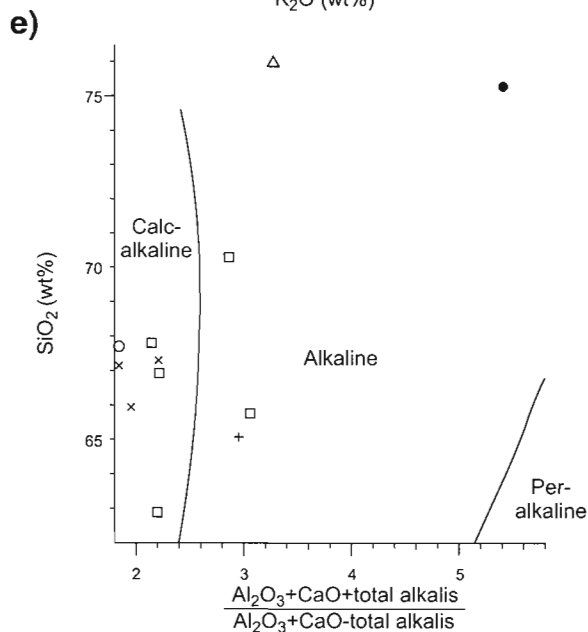 K₂O (wt%)
e)
75
70
65
SiO₂ (wt%)
Calc-
alkaline
Alkaline
Per-
alkaline
2 3 4 5
Al₂O₃+CaO+total alkalis
Al₂O₃+CaO-total alkalis